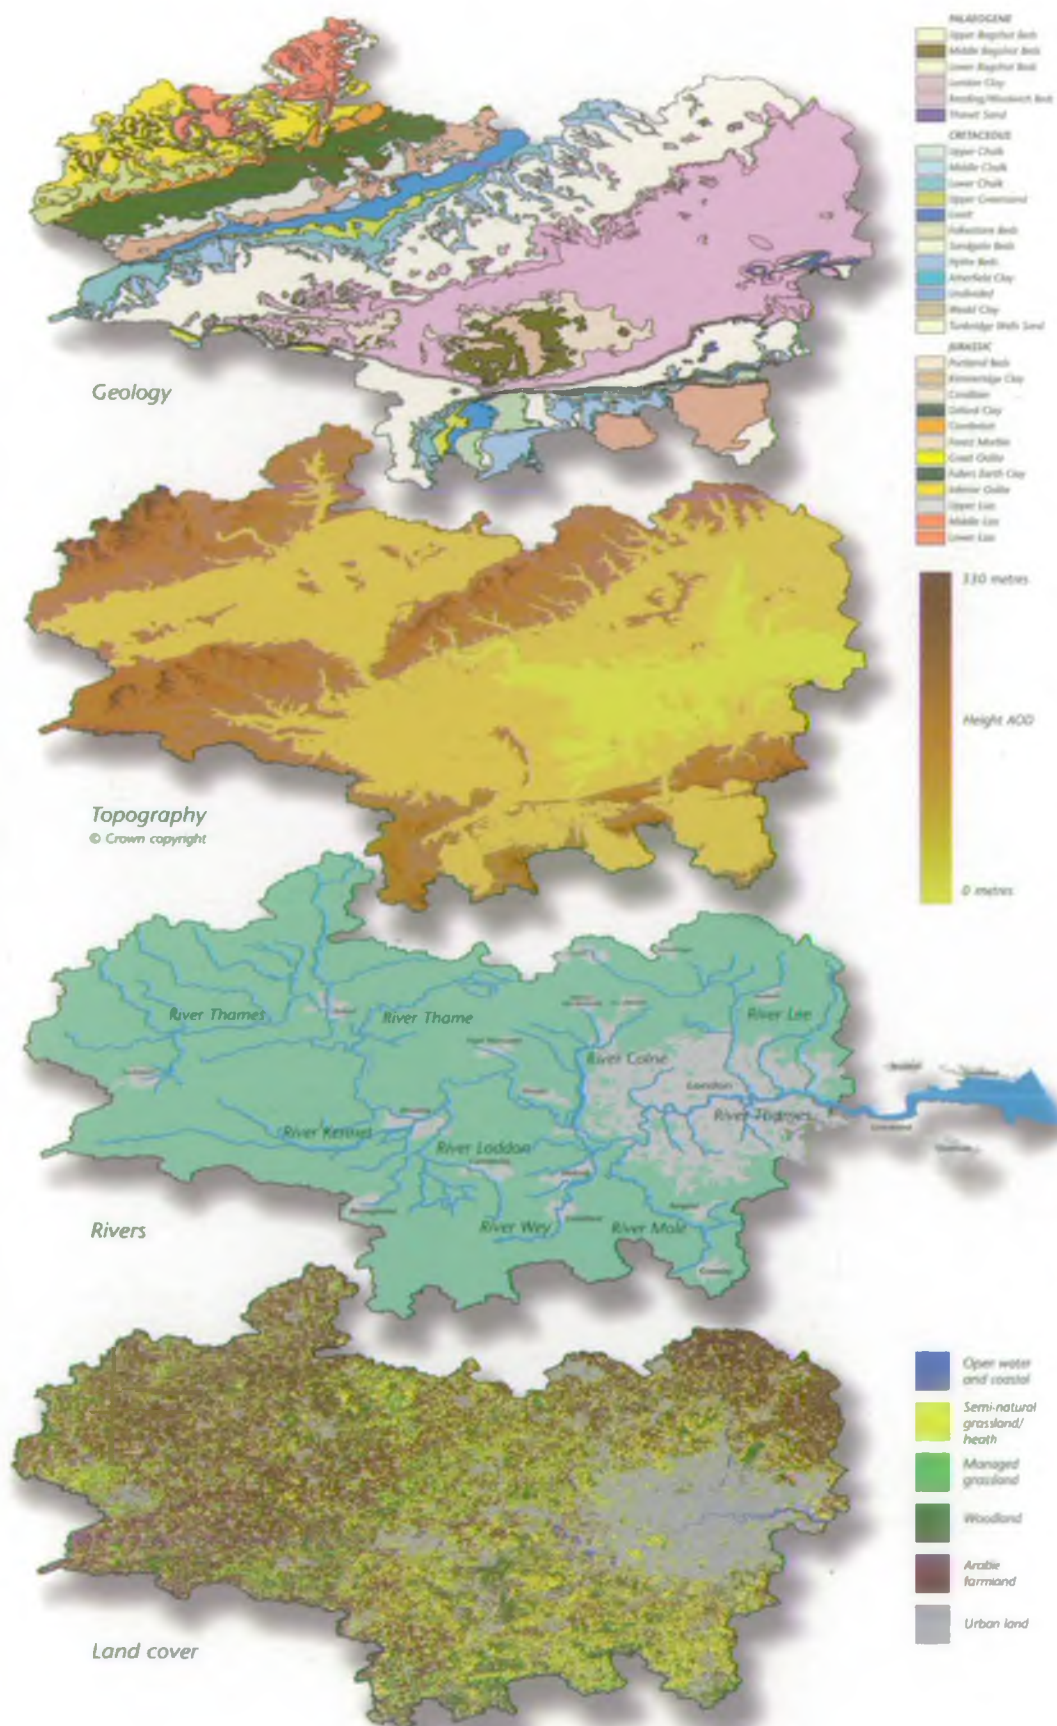 PALAEOGENE
Upper Bagshot Beds
Middle Bagshot Beds
Lower Bagshot Beds
London Clay
Reading/Woolwich Beds
Thanet Sand
CRETACEOUS
Upper Chalk
Middle Chalk
Lower Chalk
Upper Greensand
Gault
Folkestone Beds
Sandgate Beds
Hythe Beds
Atherfield Clay
Undivided
Weald Clay
Tunbridge Wells Sand
JURASSIC
Portland Beds
Kimmeridge Clay
Corallian
Oxford Clay
Cornbrash
Forest Marble
Great Oolite
Fullers Earth Clay
Inferior Oolite
Upper Lias
Middle Lias
Lower Lias
Geology
330 metres
Height AOD
0 metres
Topography
© Crown copyright
River Thames
River Thame
River Lee
River Colne
London
River Thames
River Kennet
River Loddon
River Wey
River Mole
Rivers
Open water
and coastal
Semi-natural
grassland/
heath
Managed
grassland
Woodland
Arable
farmland
Urban land
Land cover